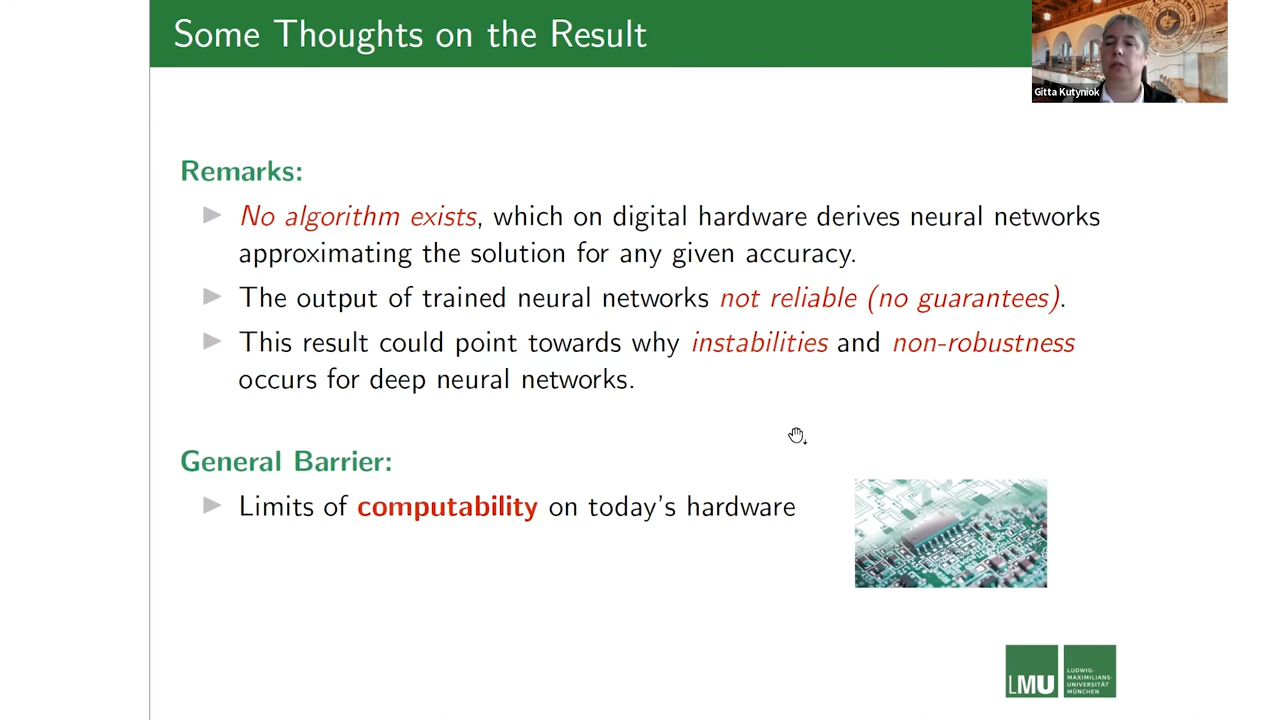 Some Thoughts on the Result
Gitta Kutyniok
Remarks:
No algorithm exists, which on digital hardware derives neural networks
approximating the solution for any given accuracy.
The output of trained neural networks not reliable (no guarantees).
This result could point towards why instabilities and non-robustness
occurs for deep neural networks.
General Barrier:
Limits of computability on today's hardware
LMU
LUDWIG-
MAXIMILIANS-
UNIVERSITÄT
MÜNCHEN